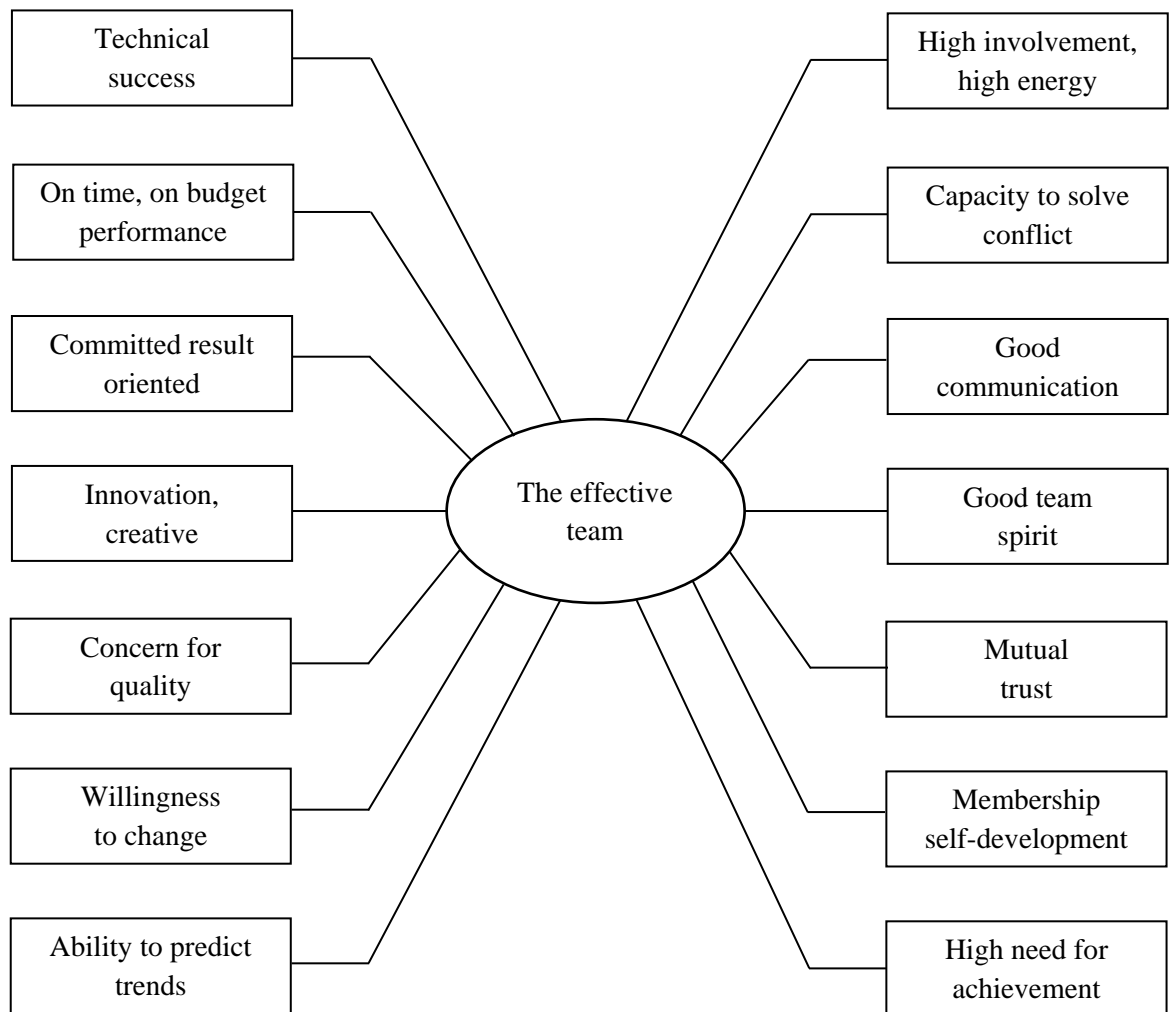 Technical
success
On time, on budget
performance
Committed result
oriented
Innovation,
creative
Concern for
quality
Willingness
to change
Ability to predict
trends
The effective
team
High involvement,
high energy
Capacity to solve
conflict
Good
communication
Good team
spirit
Mutual
trust
Membership
self-development
High need for
achievement